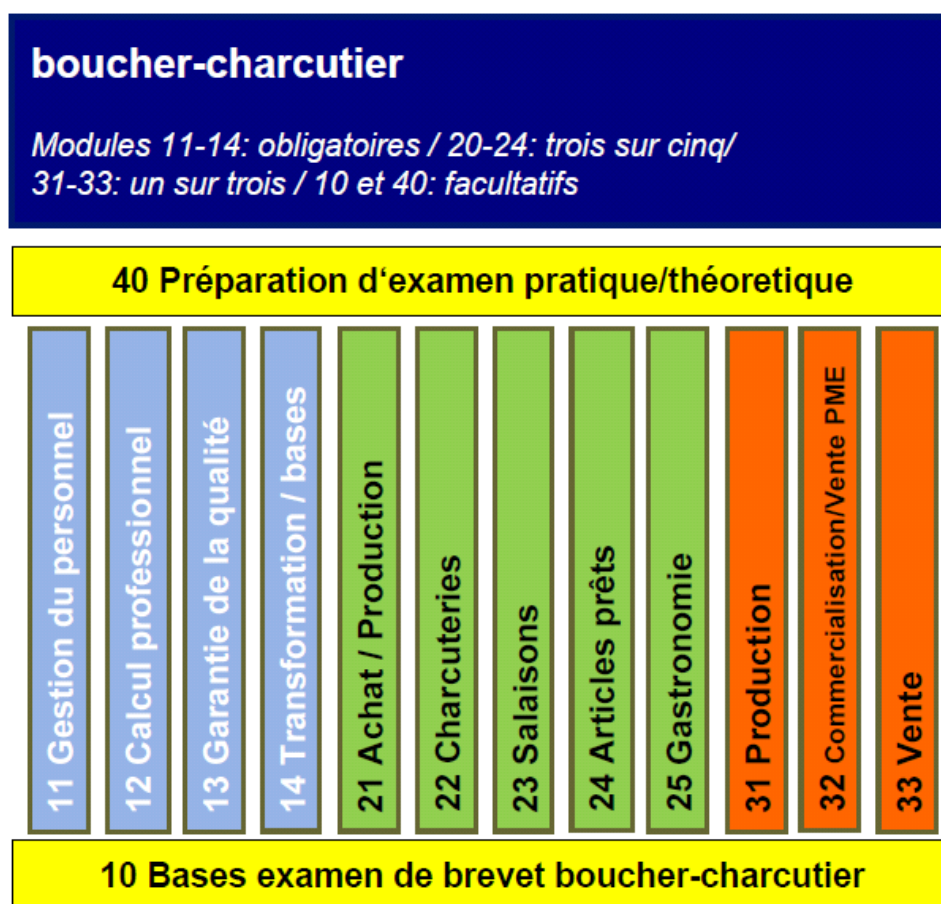 boucher-charcutier
Modules 11-14: obligatoires / 20-24: trois sur cinq/
31-33: un sur trois / 10 et 40: facultatifs
40 Préparation d‘examen pratique/théoretique
11 Gestion du personnel
12 Calcul professionnel
13 Garantie de la qualité
14 Transformation / bases
21 Achat / Production
22 Charcuteries
23 Salaisons
24 Articles prêts
25 Gastronomie
31 Production
32 Commercialisation/Vente PME
33 Vente
10 Bases examen de brevet boucher-charcutier